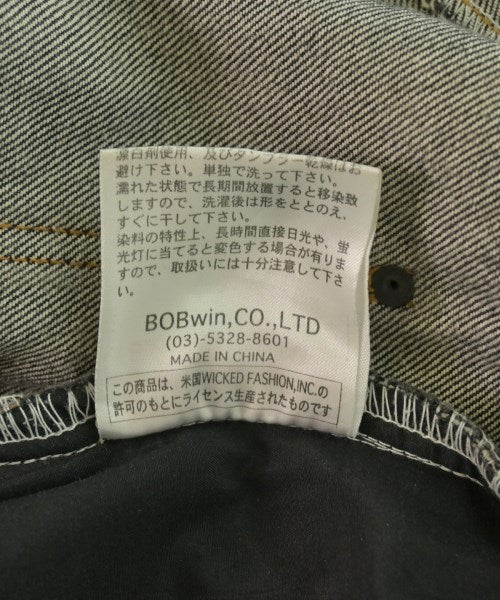 漂白剤使用、及びタンブラー乾燥はお
避け下さい。単独で洗って下さい。
濡れた状態で長期間放置すると移染致
しますので、洗濯後は形をととのえ、
すぐに干して下さい。
染料の特性上、長時間直接日光や、蛍
光灯に当てると変色する場合が有りま
すので、取扱いには十分注意して下さ
い。
BOBwin,CO.,LTD
(03)-5328-8601
MADE IN CHINA
この商品は、米国WICKED FASHION,INC.の
許可のもとにライセンス生産されたものです